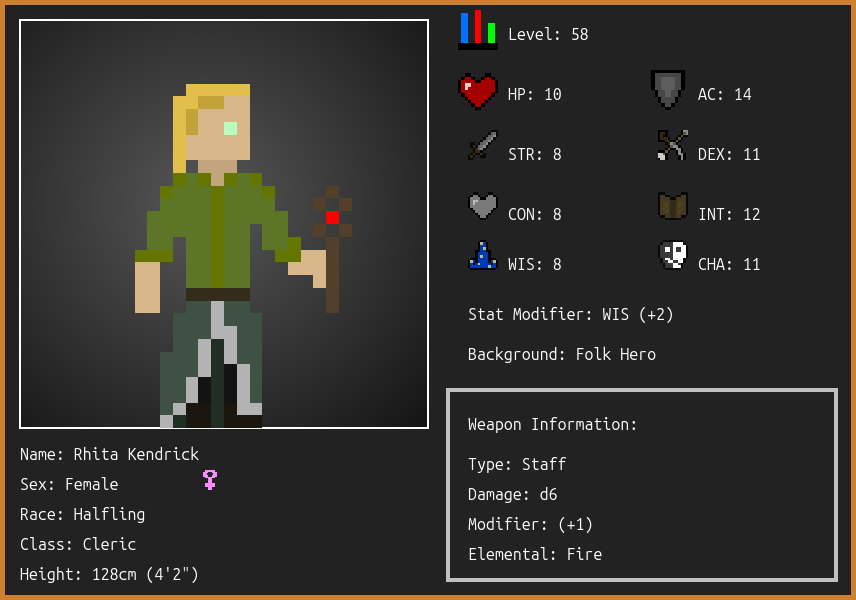 Level: 58
HP: 10
AC: 14
STR: 8
DEX: 11
CON: 8
INT: 12
WIS: 8
CHA: 11
Stat Modifier: WIS (+2)
Background: Folk Hero
Weapon Information:
Type: Staff
Damage: d6
Modifier: (+1)
Elemental: Fire
Name: Rhita Kendrick
Sex: Female
Race: Halfling
Class: Cleric
Height: 128cm (4'2")